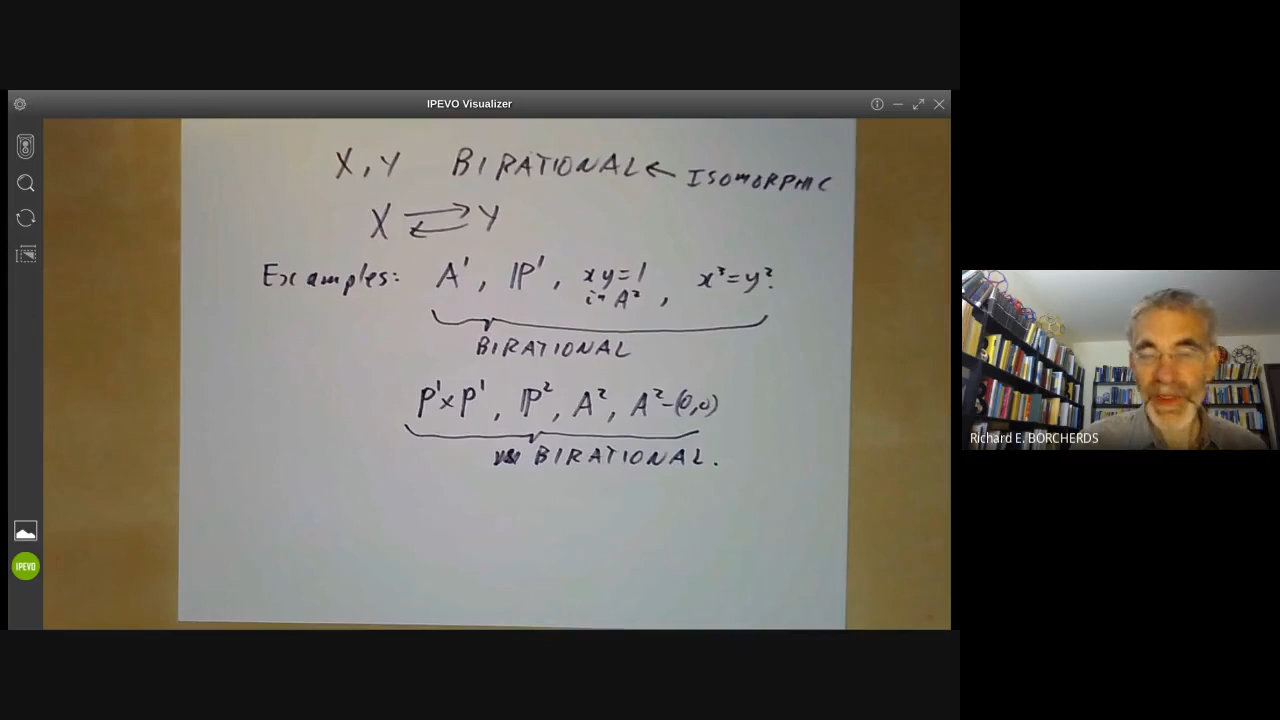 IPEVO Visualizer
X, Y BIRATIONAL ← ISOMORPHIC
X ⇄ Y
Examples: A¹, ℙ¹, xy=1 in A², x³=y².
BIRATIONAL
P¹×P¹, ℙ², A², A²-(0,0)
BIRATIONAL.
Richard E. BORCHERDS
IPEVO